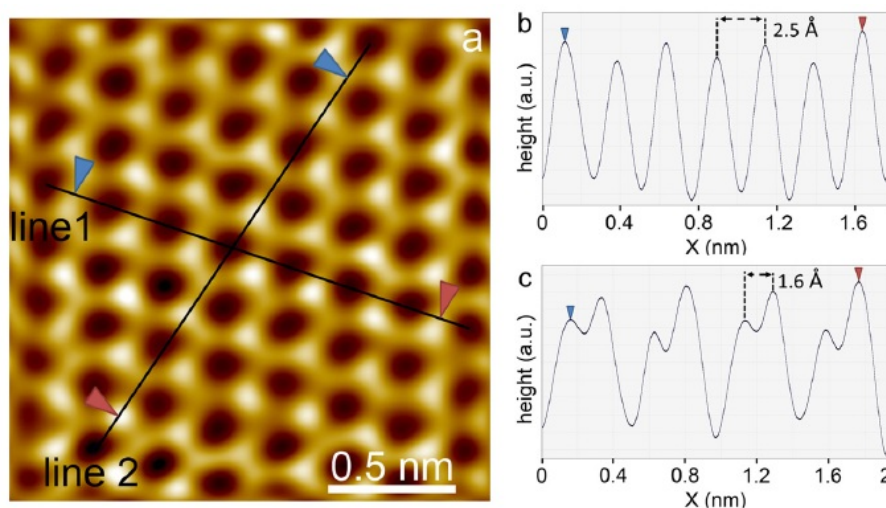 a
line1
line 2
0.5 nm
b
2.5 Å
height (a.u.)
0 0.4 0.8 1.2 1.6
X (nm)
c
1.6 Å
height (a.u.)
0 0.4 0.8 1.2 1.6 2
X (nm)